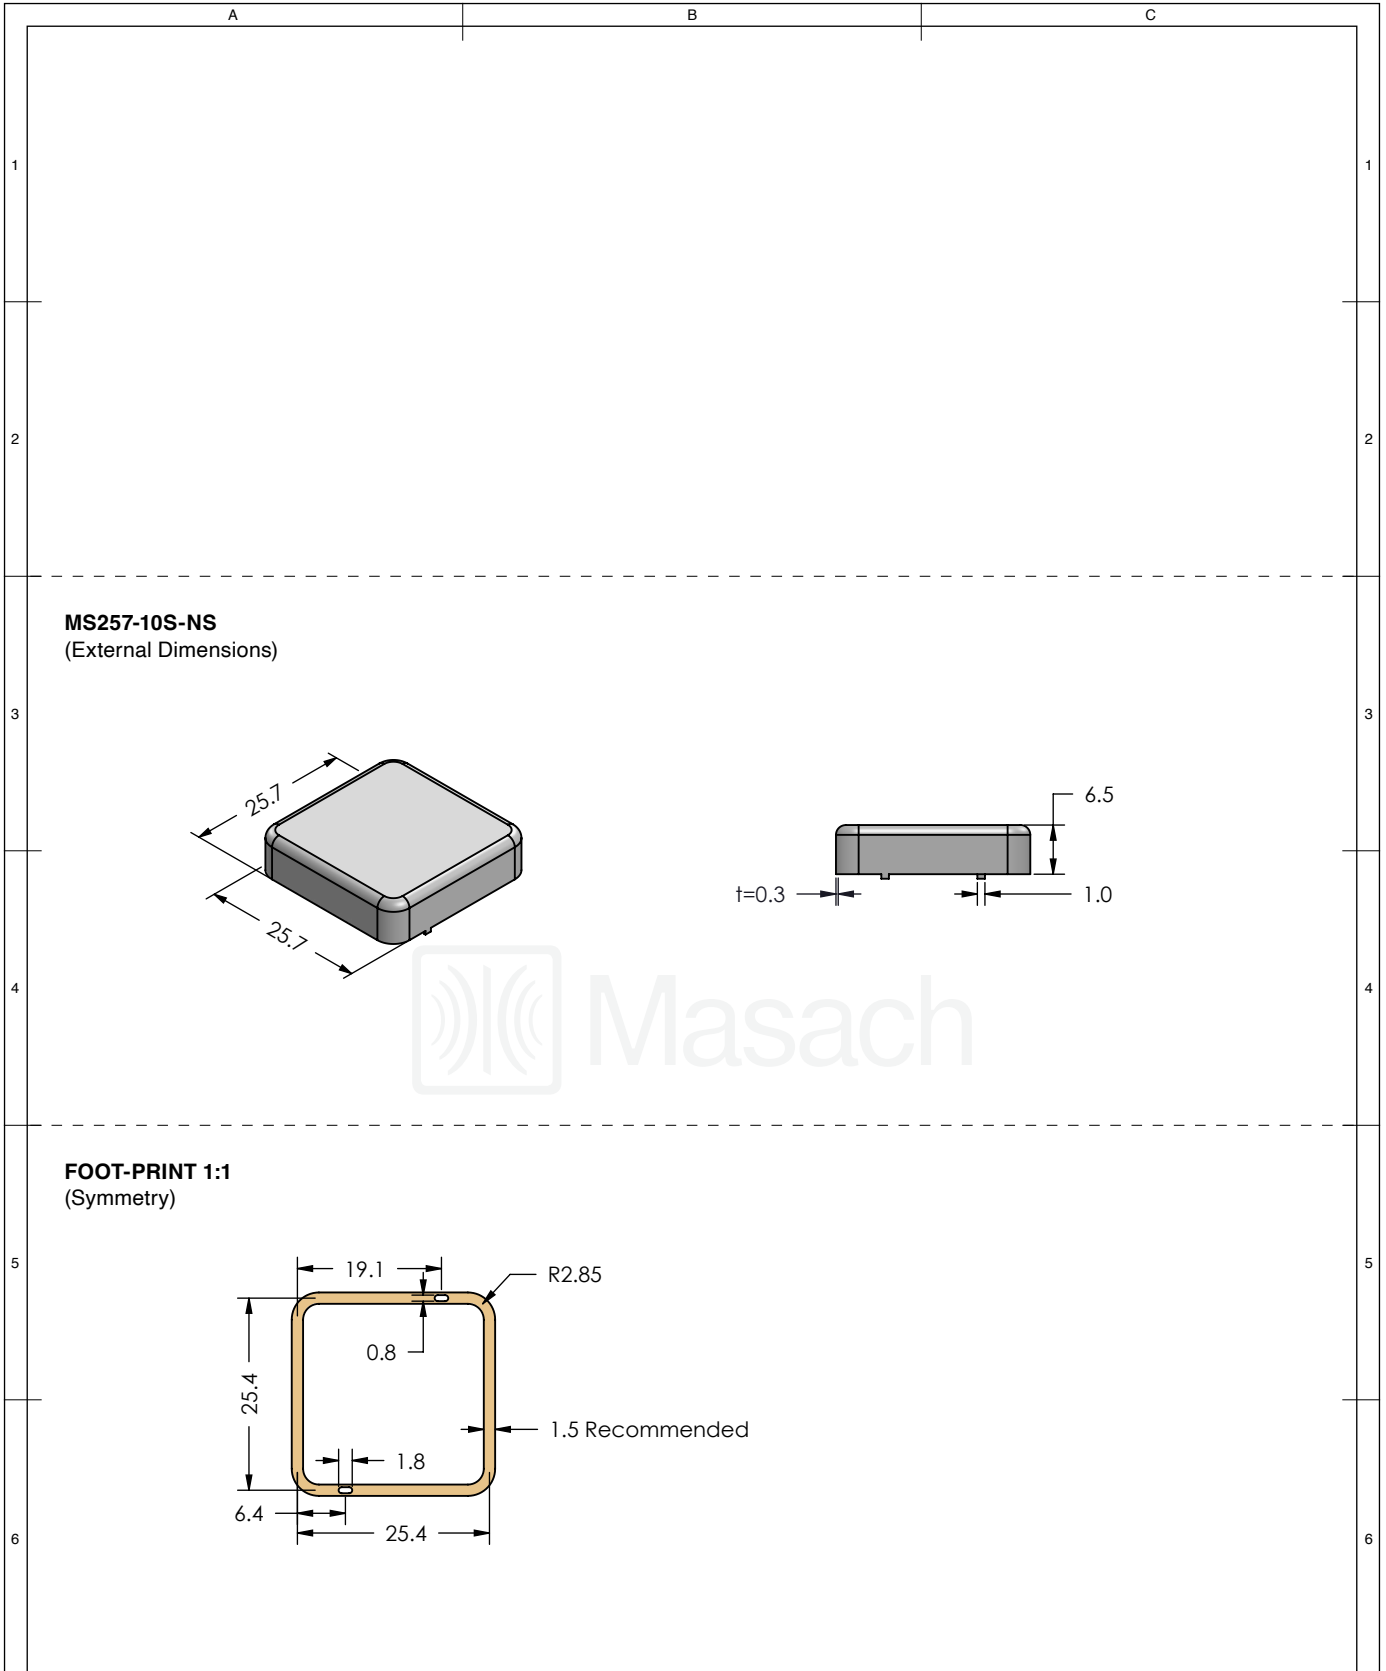 A B C
1 1
2 2
MS257-10S-NS
(External Dimensions)
3 3
25.7
6.5
t=0.3
1.0
25.7
Masach
4 4
FOOT-PRINT 1:1
(Symmetry)
5 5
19.1
R2.85
0.8
25.4
1.5 Recommended
1.8
6.4
25.4
6 6